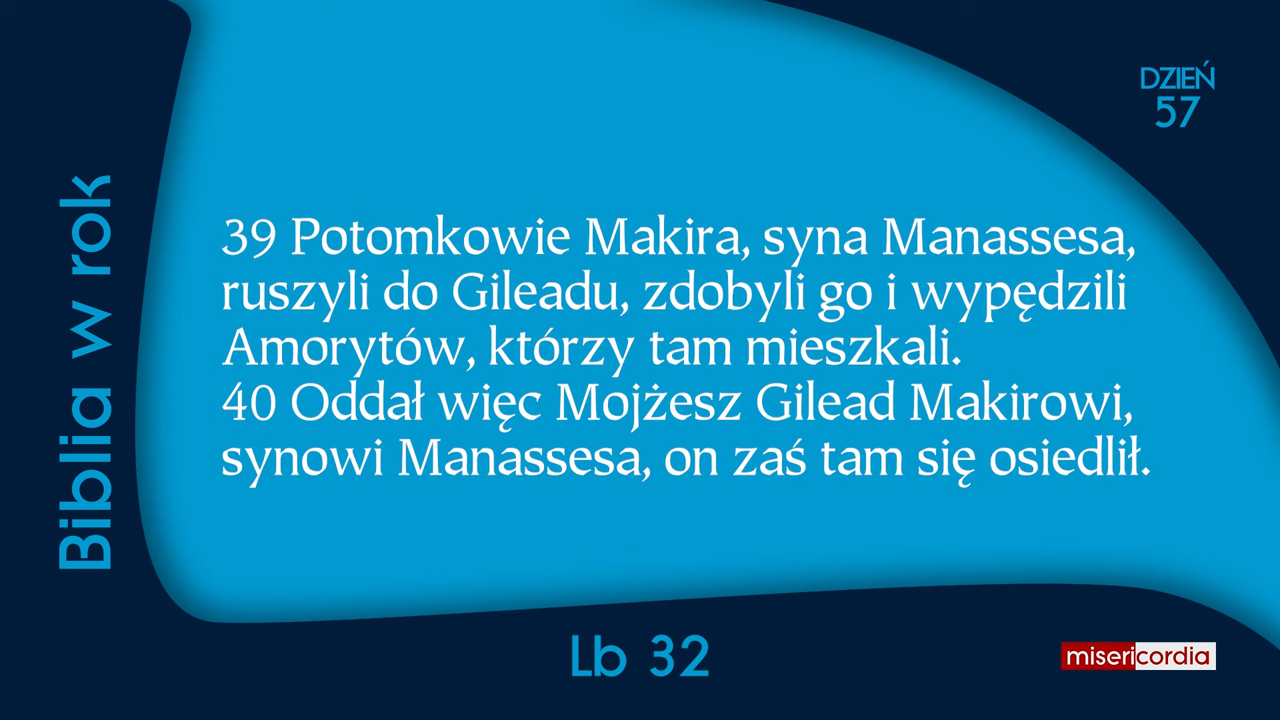 DZIEŃ
57
Biblia w rok
39 Potomkowie Makira, syna Manassesa,
ruszyli do Gileadu, zdobyli go i wypędzili
Amorytów, którzy tam mieszkali.
40 Oddał więc Mojżesz Gilead Makirowi,
synowi Manassesa, on zaś tam się osiedlił.
Lb 32
misericordia